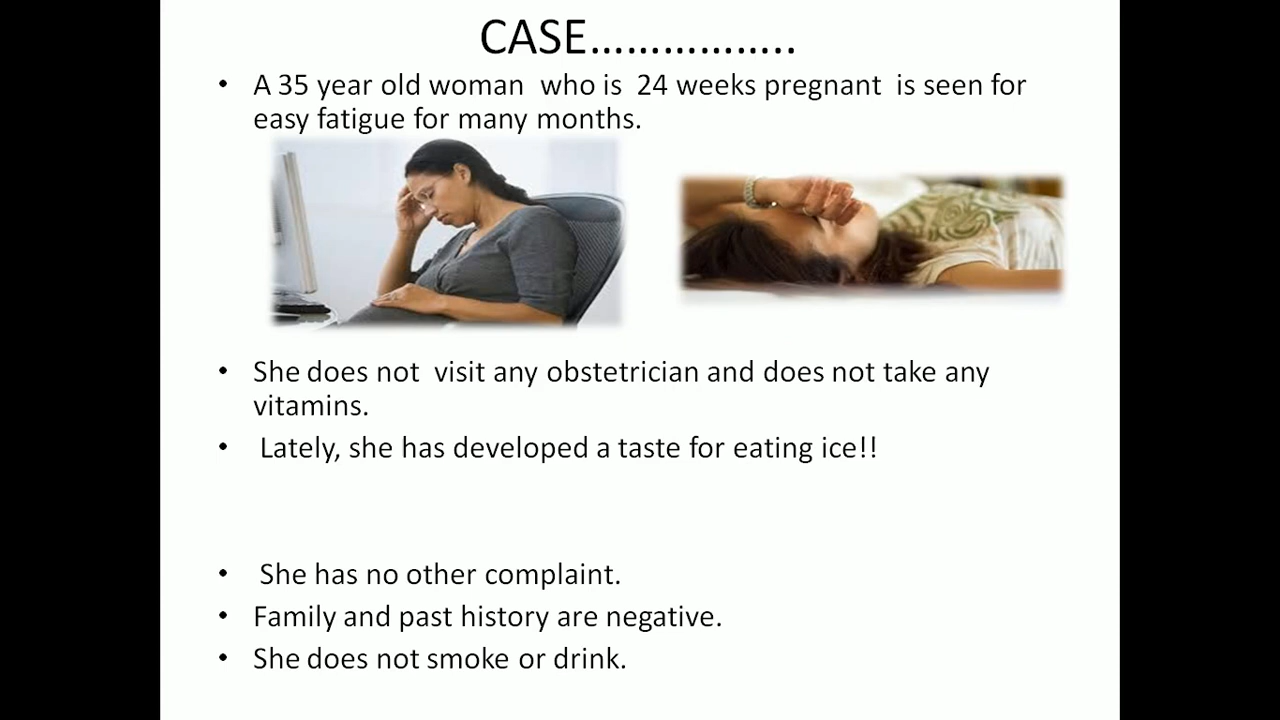 CASE……………..
• A 35 year old woman who is 24 weeks pregnant is seen for
easy fatigue for many months.
• She does not visit any obstetrician and does not take any
vitamins.
• Lately, she has developed a taste for eating ice!!
• She has no other complaint.
• Family and past history are negative.
• She does not smoke or drink.